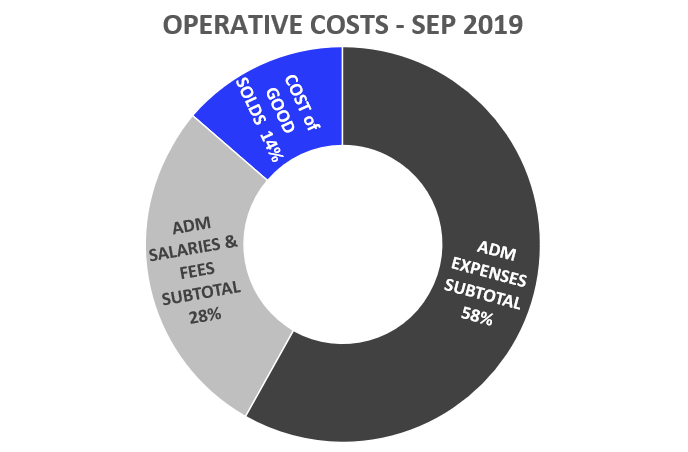 OPERATIVE COSTS - SEP 2019
COST of
GOOD
SOLDS 14%
ADM
SALARIES &
FEES
SUBTOTAL
28%
ADM
EXPENSES
SUBTOTAL
58%